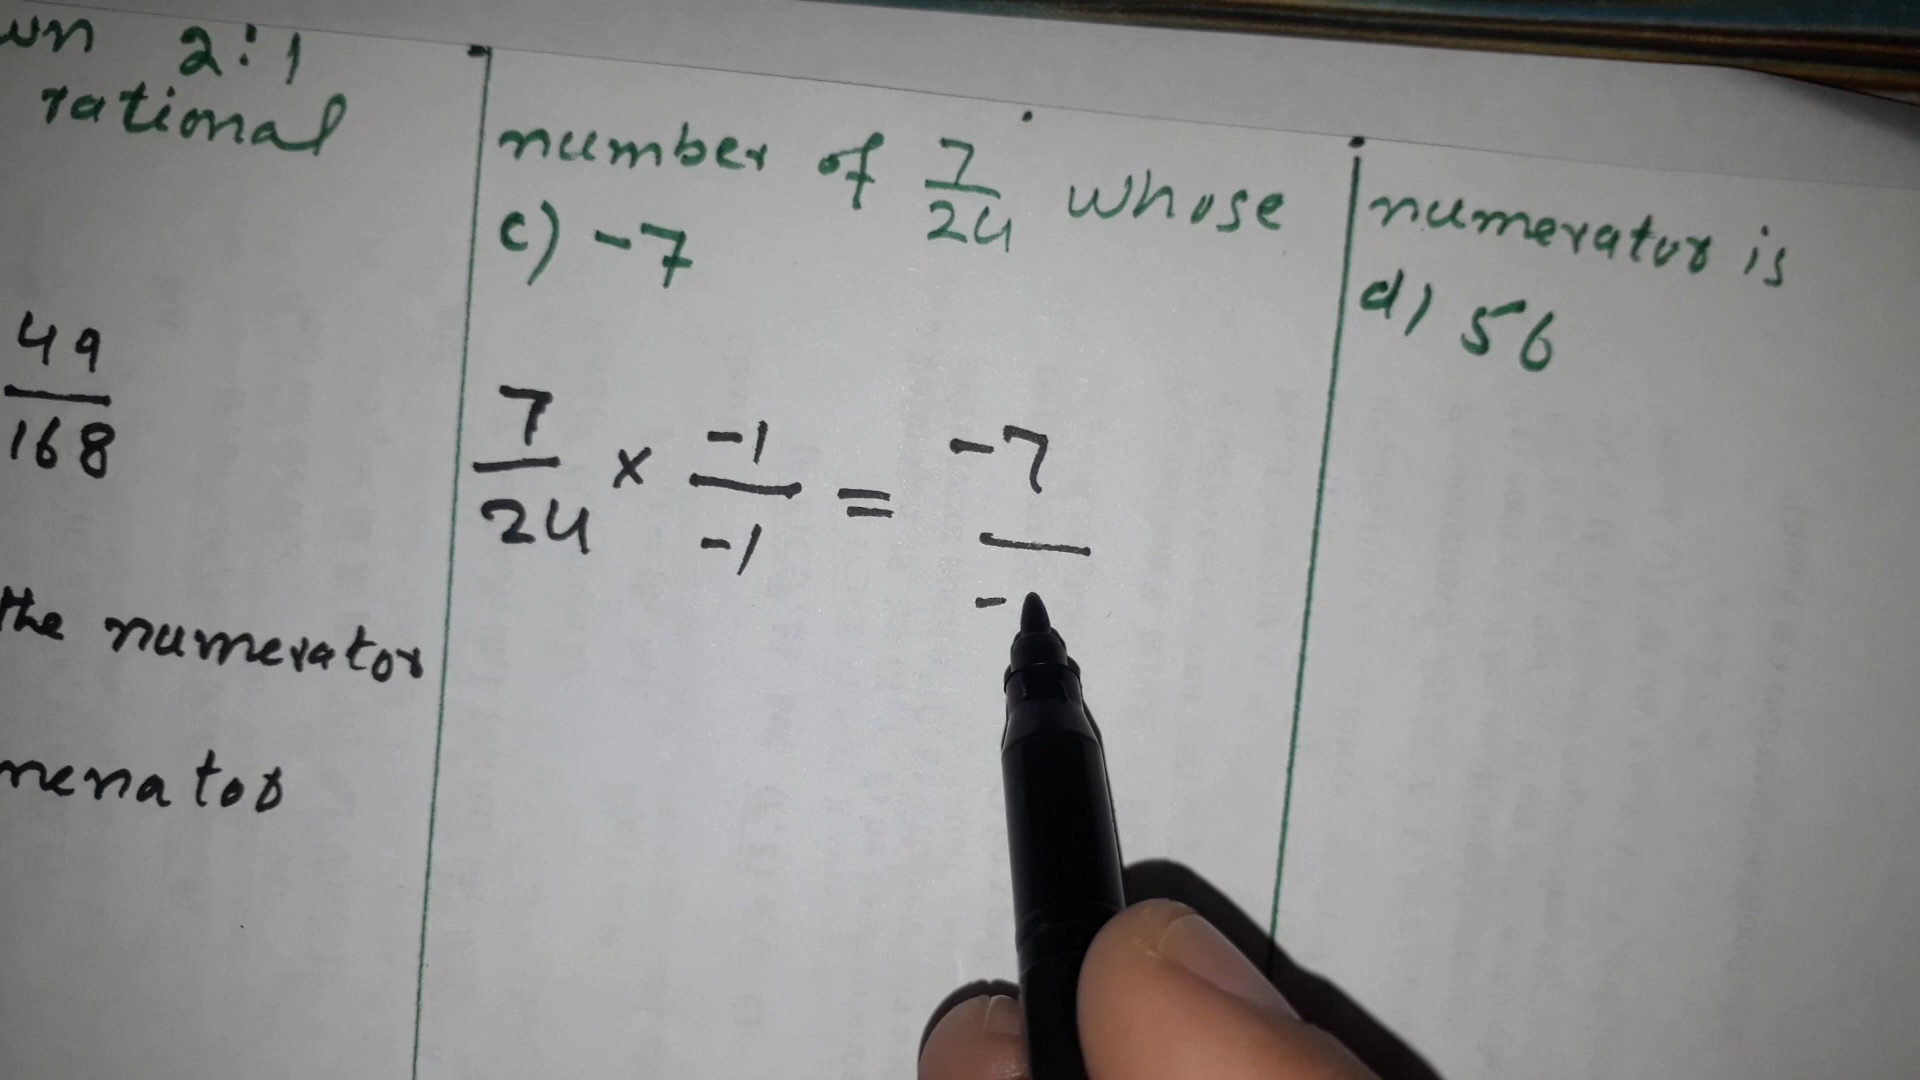 2:1
rational
number of 7/24 whose numerator is
c) -7
d) 56
49/168
7/24 × -1/-1 = -7/-
the numerator